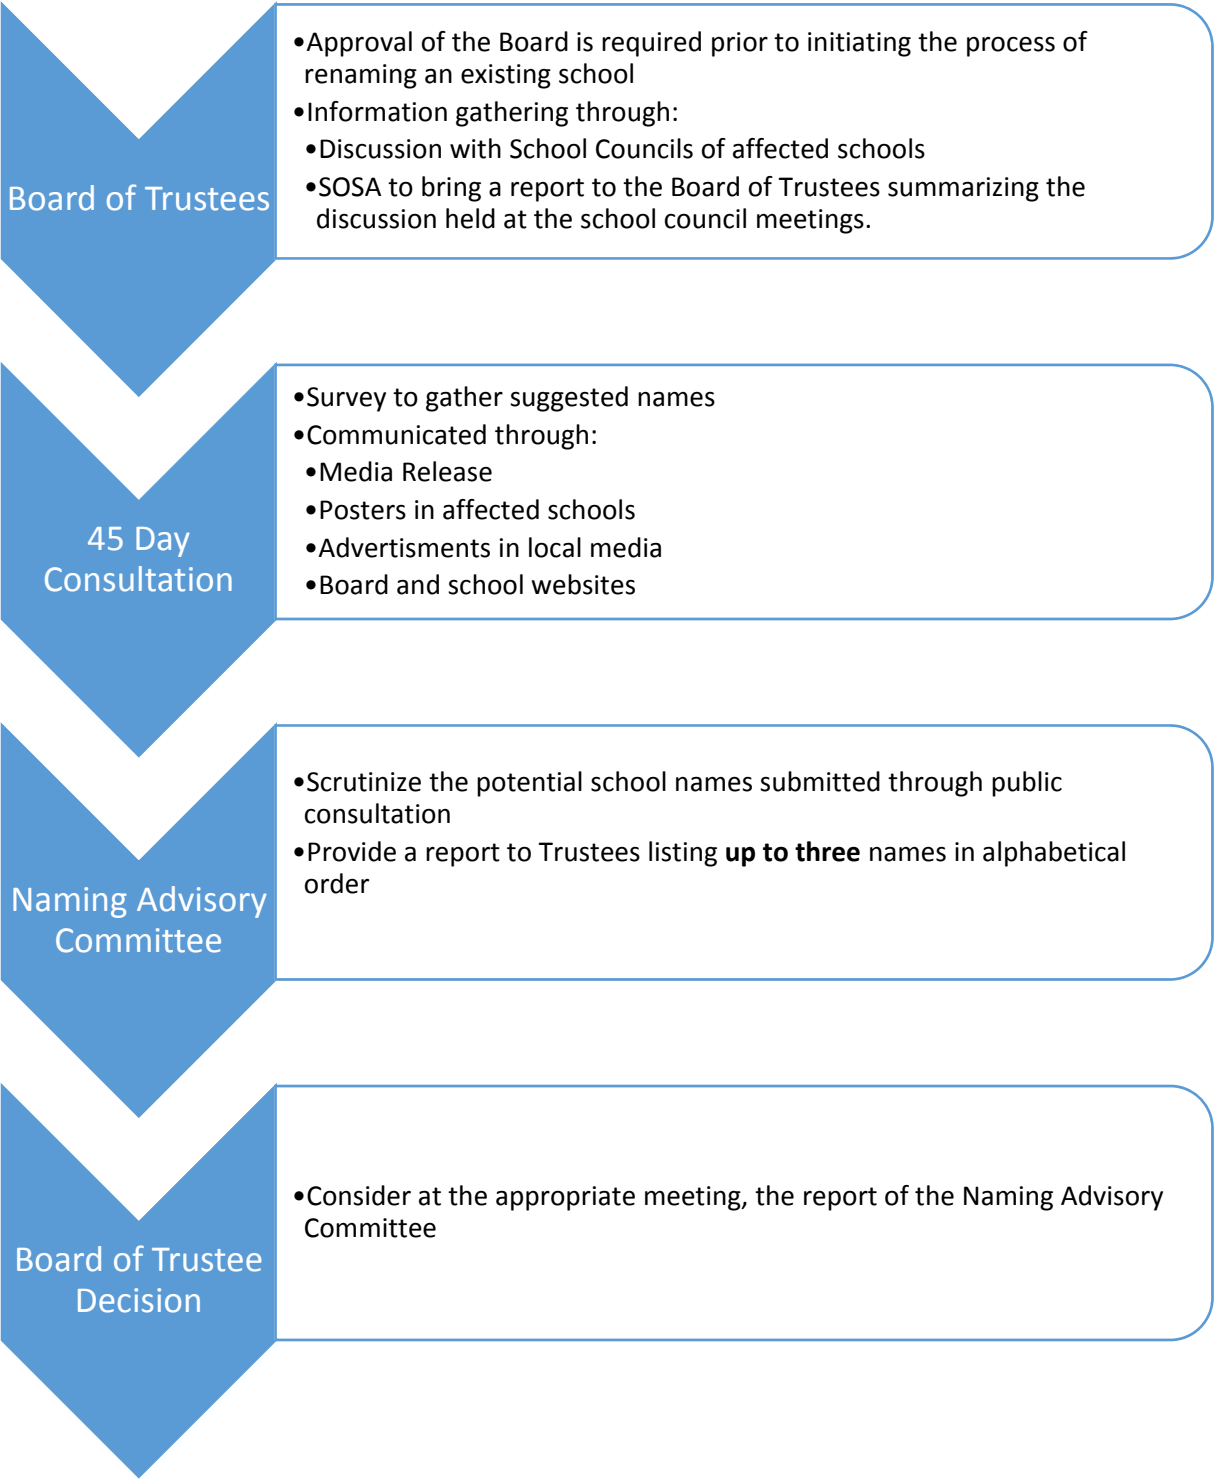 Board of Trustees
•Approval of the Board is required prior to initiating the process of
renaming an existing school
•Information gathering through:
•Discussion with School Councils of affected schools
•SOSA to bring a report to the Board of Trustees summarizing the
discussion held at the school council meetings.
45 Day
Consultation
•Survey to gather suggested names
•Communicated through:
•Media Release
•Posters in affected schools
•Advertisments in local media
•Board and school websites
Naming Advisory
Committee
•Scrutinize the potential school names submitted through public
consultation
•Provide a report to Trustees listing up to three names in alphabetical
order
Board of Trustee
Decision
•Consider at the appropriate meeting, the report of the Naming Advisory
Committee